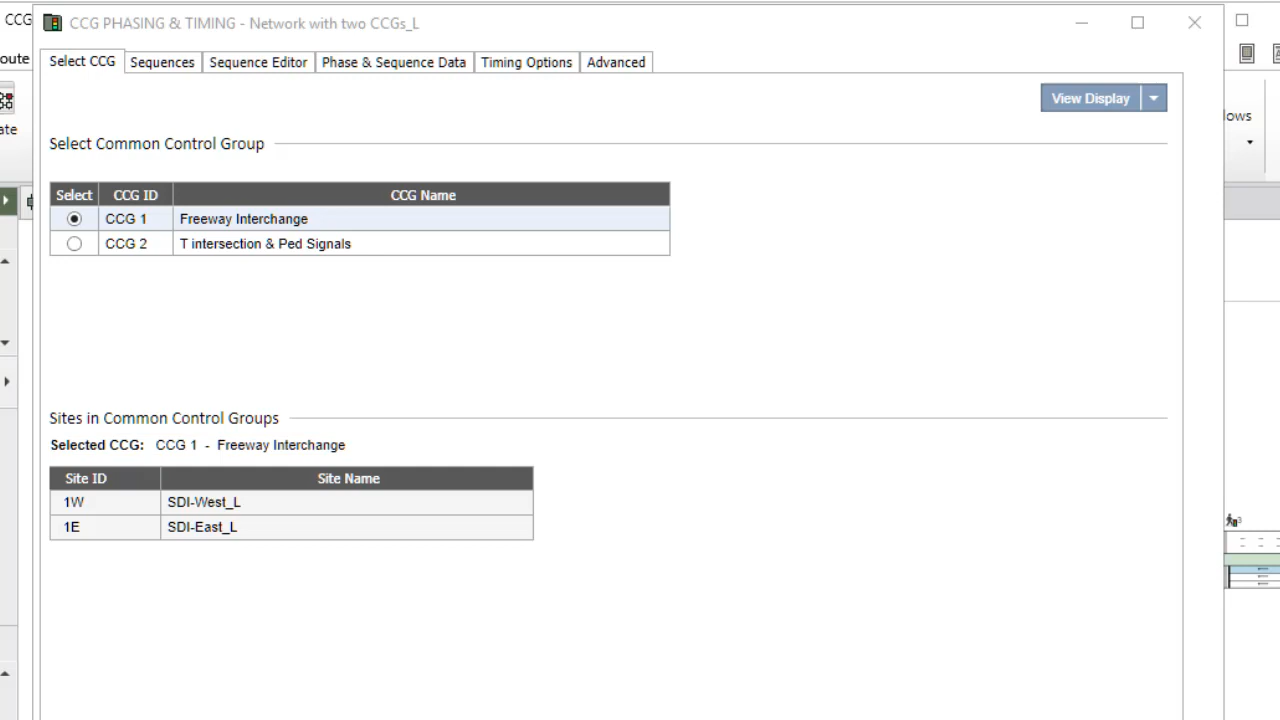 CCG
CCG PHASING & TIMING - Network with two CCGs_L
oute
Select CCG Sequences Sequence Editor Phase & Sequence Data Timing Options Advanced
View Display
ate
lows
Select Common Control Group
Select CCG ID CCG Name
CCG 1 Freeway Interchange
CCG 2 T intersection & Ped Signals
Sites in Common Control Groups
Selected CCG: CCG 1 - Freeway Interchange
Site ID Site Name
1W SDI-West_L
1E SDI-East_L